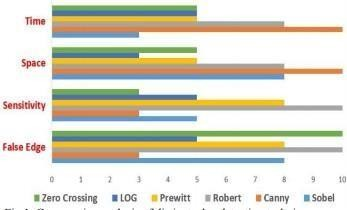 Time
Space
Sensitivity
False Edge
0 1 2 3 4 5 6 7 8 9 10
Zero Crossing LOG Prewitt Robert Canny Sobel